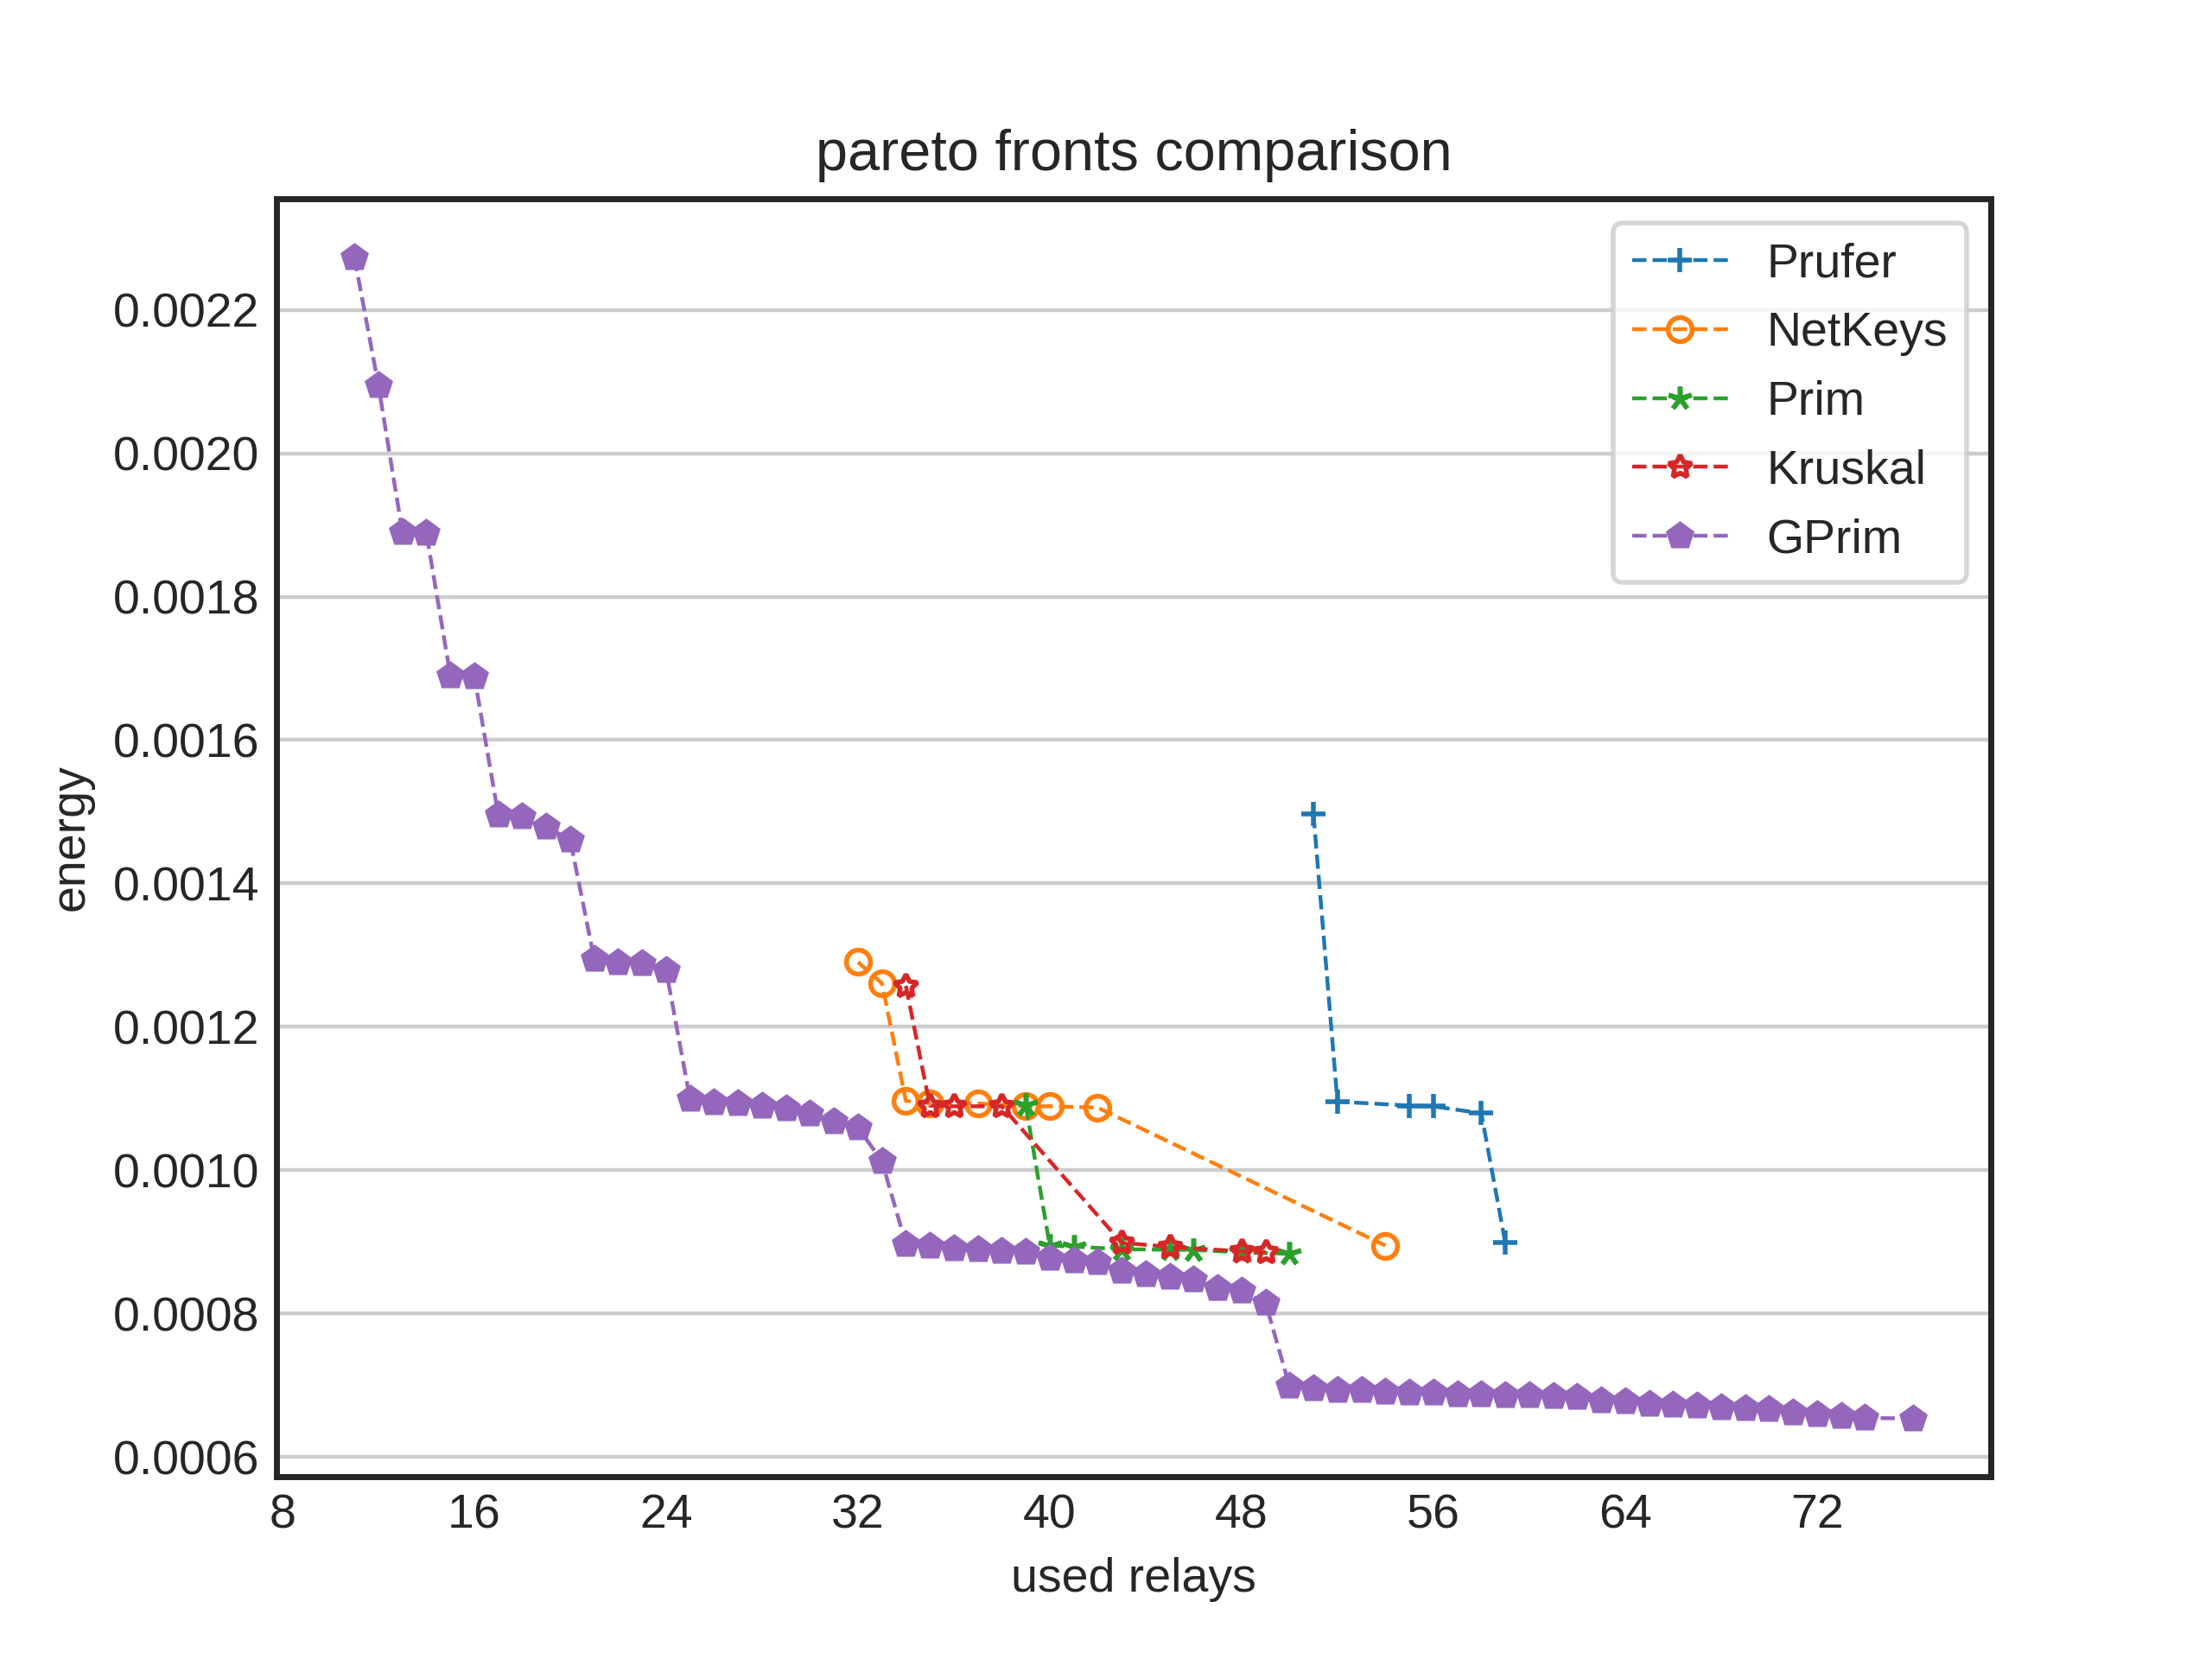 pareto fronts comparison
Prufer
NetKeys
Prim
Kruskal
GPrim
0.0022
0.0020
0.0018
0.0016
0.0014
0.0012
0.0010
0.0008
0.0006
energy
8 16 24 32 40 48 56 64 72
used relays